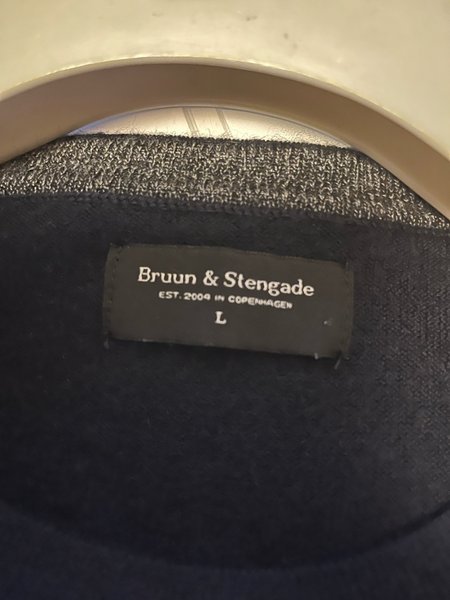 Bruun & Stengade
EST. 2004 IN COPENHAGEN
L